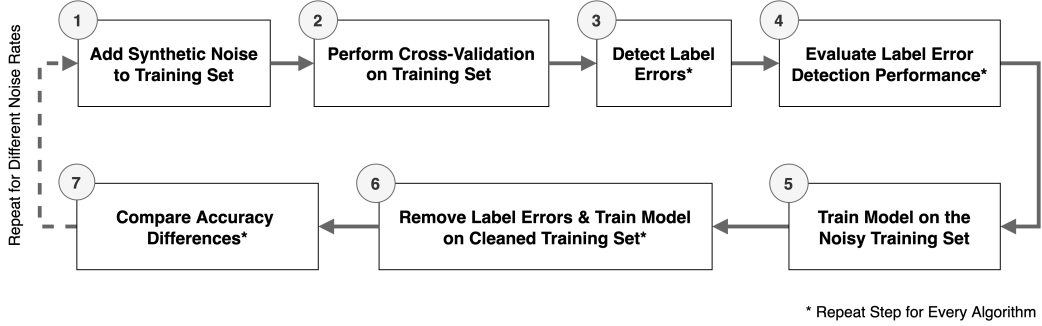 1
Add Synthetic Noise
to Training Set
2
Perform Cross-Validation
on Training Set
3
Detect Label
Errors*
4
Evaluate Label Error
Detection Performance*
5
Train Model on the
Noisy Training Set
6
Remove Label Errors & Train Model
on Cleaned Training Set*
7
Compare Accuracy
Differences*
Repeat for Different Noise Rates
* Repeat Step for Every Algorithm